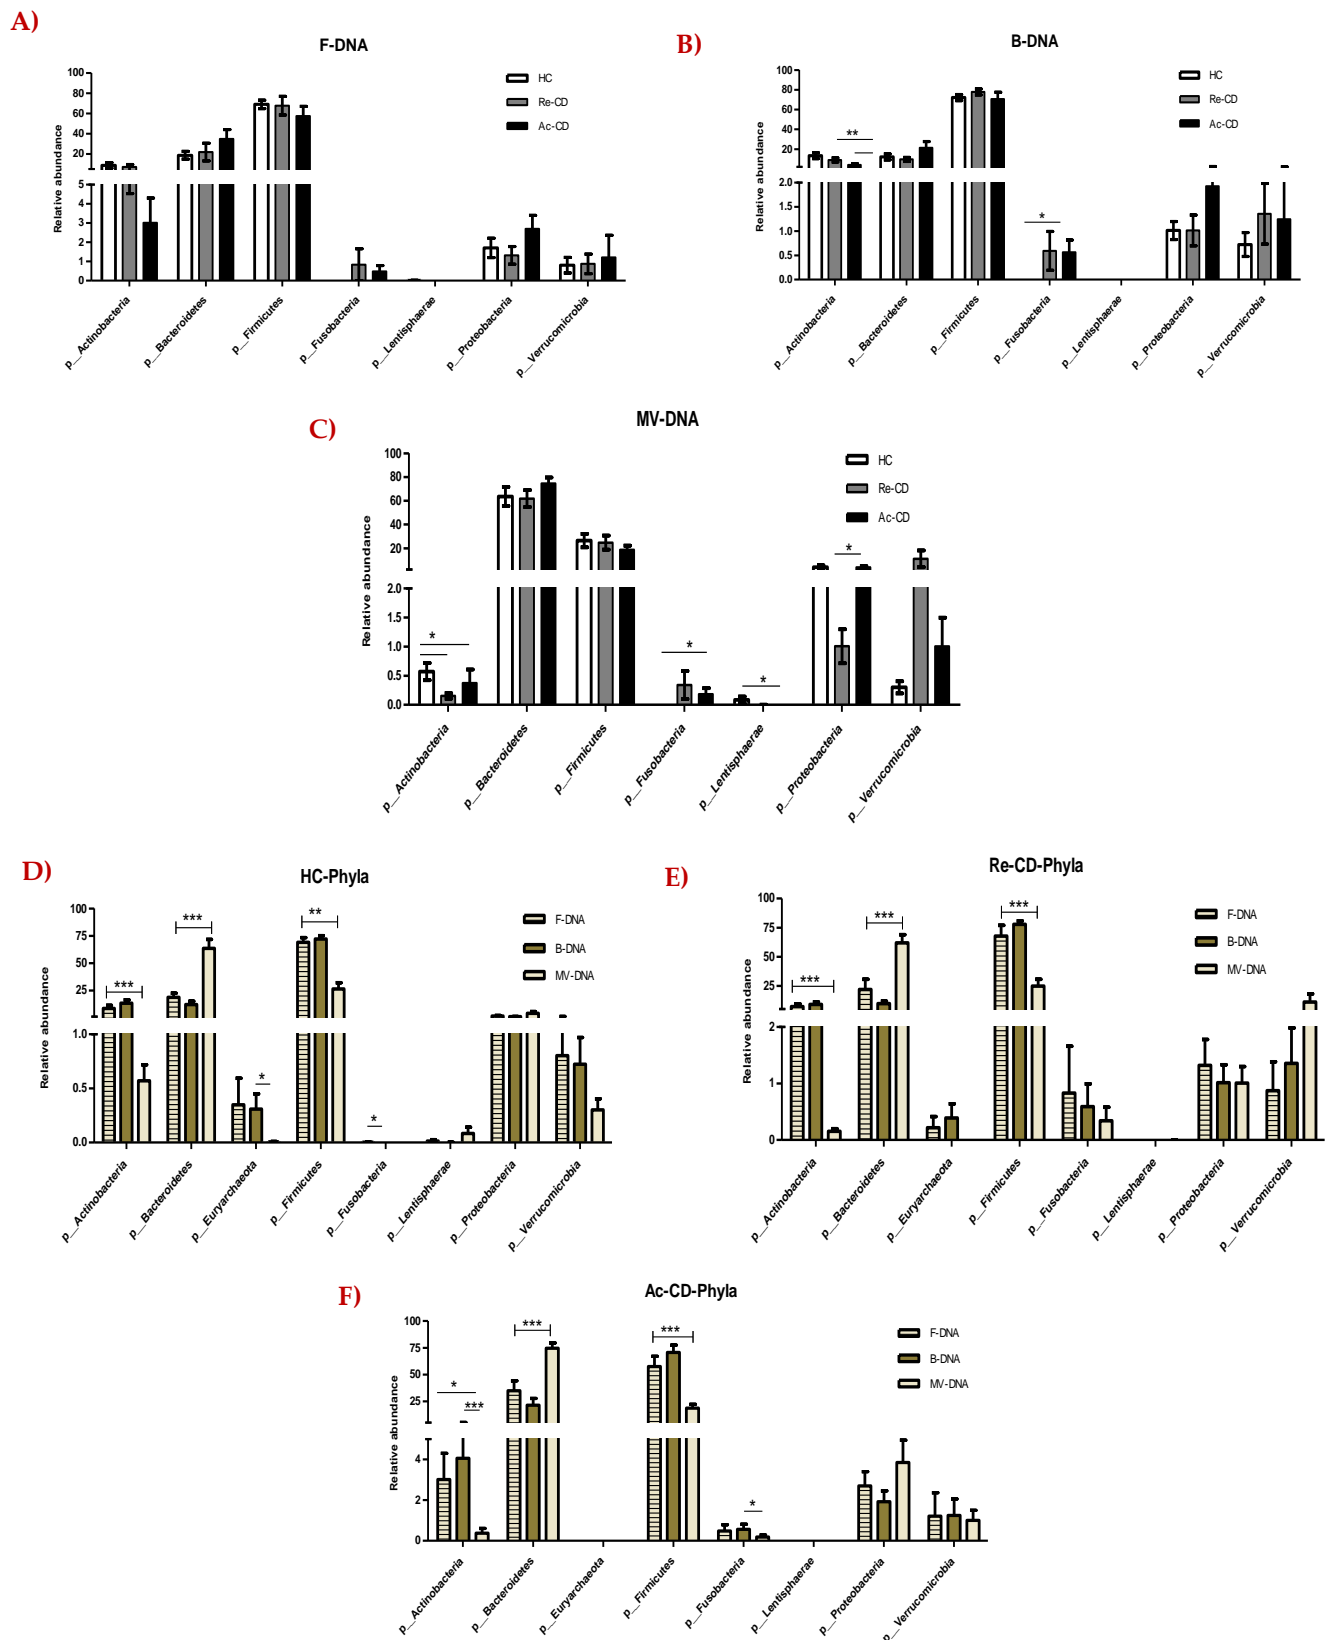 A)
F-DNA
Relative abundance
100
80
60
40
20
5
4
3
2
1
0
HC
Re-CD
Ac-CD
p__Actinobacteria
p__Bacteroidetes
p__Firmicutes
p__Fusobacteria
p__Lentisphaerae
p__Proteobacteria
p__Verrucomicrobia
B)
B-DNA
Relative abundance
100
80
60
40
20
2.0
1.5
1.0
0.5
0.0
**
*
HC
Re-CD
Ac-CD
p__Actinobacteria
p__Bacteroidetes
p__Firmicutes
p__Fusobacteria
p__Lentisphaerae
p__Proteobacteria
p__Verrucomicrobia
C)
MV-DNA
Relative abundance
100
80
60
40
20
2.0
1.5
1.0
0.5
0.0
*
*
*
*
HC
Re-CD
Ac-CD
p__Actinobacteria
p__Bacteroidetes
p__Firmicutes
p__Fusobacteria
p__Lentisphaerae
p__Proteobacteria
p__Verrucomicrobia
D)
HC-Phyla
Relative abundance
100
75
50
25
1.0
0.5
0.0
***
***
*
**
*
F-DNA
B-DNA
MV-DNA
p__Actinobacteria
p__Bacteroidetes
p__Euryarchaeota
p__Firmicutes
p__Fusobacteria
p__Lentisphaerae
p__Proteobacteria
p__Verrucomicrobia
E)
Re-CD-Phyla
Relative abundance
100
75
50
25
2
1
0
***
***
***
F-DNA
B-DNA
MV-DNA
p__Actinobacteria
p__Bacteroidetes
p__Euryarchaeota
p__Firmicutes
p__Fusobacteria
p__Lentisphaerae
p__Proteobacteria
p__Verrucomicrobia
F)
Ac-CD-Phyla
Relative abundance
100
75
50
25
4
2
0
*
***
***
***
*
F-DNA
B-DNA
MV-DNA
p__Actinobacteria
p__Bacteroidetes
p__Euryarchaeota
p__Firmicutes
p__Fusobacteria
p__Lentisphaerae
p__Proteobacteria
p__Verrucomicrobia